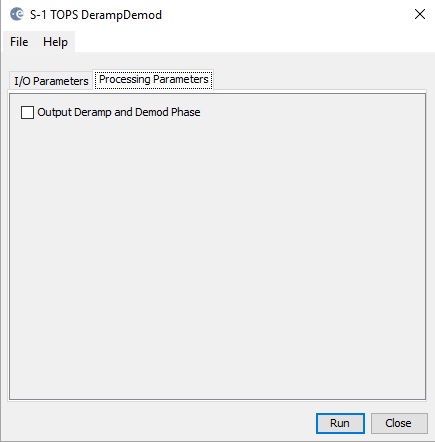 S-1 TOPS DerampDemod
File Help
I/O Parameters Processing Parameters
Output Deramp and Demod Phase
Run Close